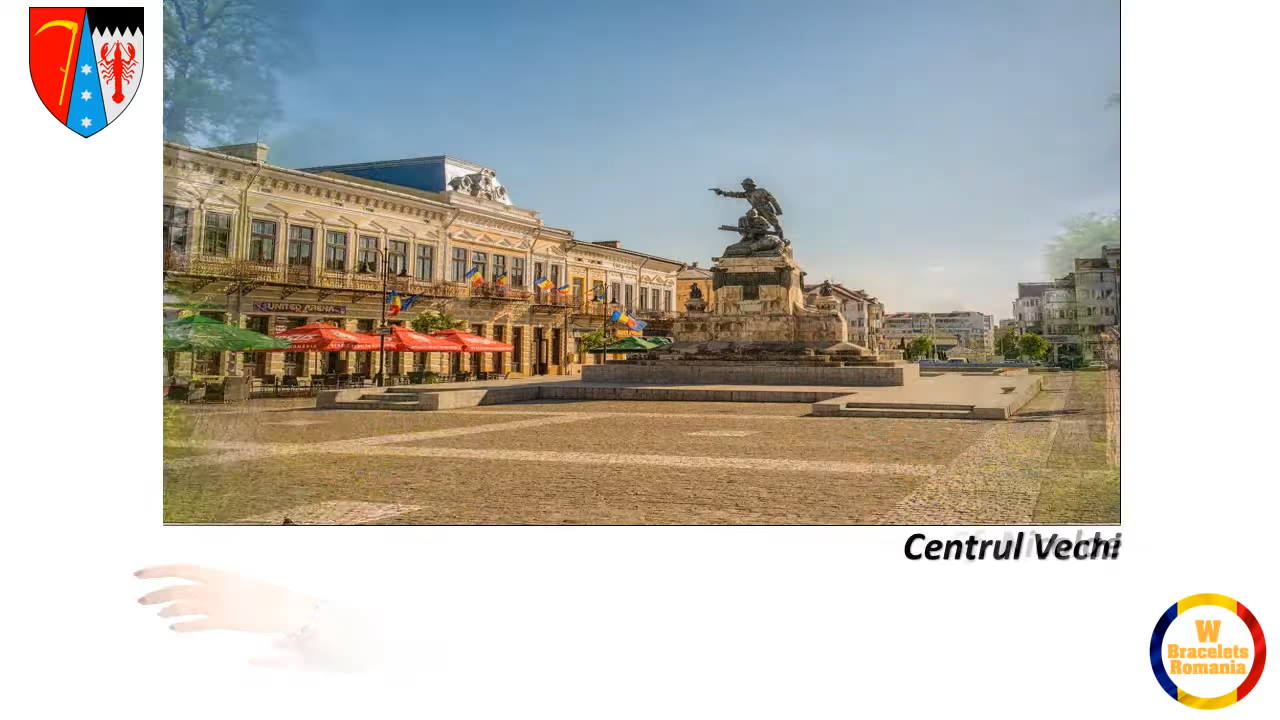 UNITED ARENA
Centrul Vechi
W
Bracelets
Romania